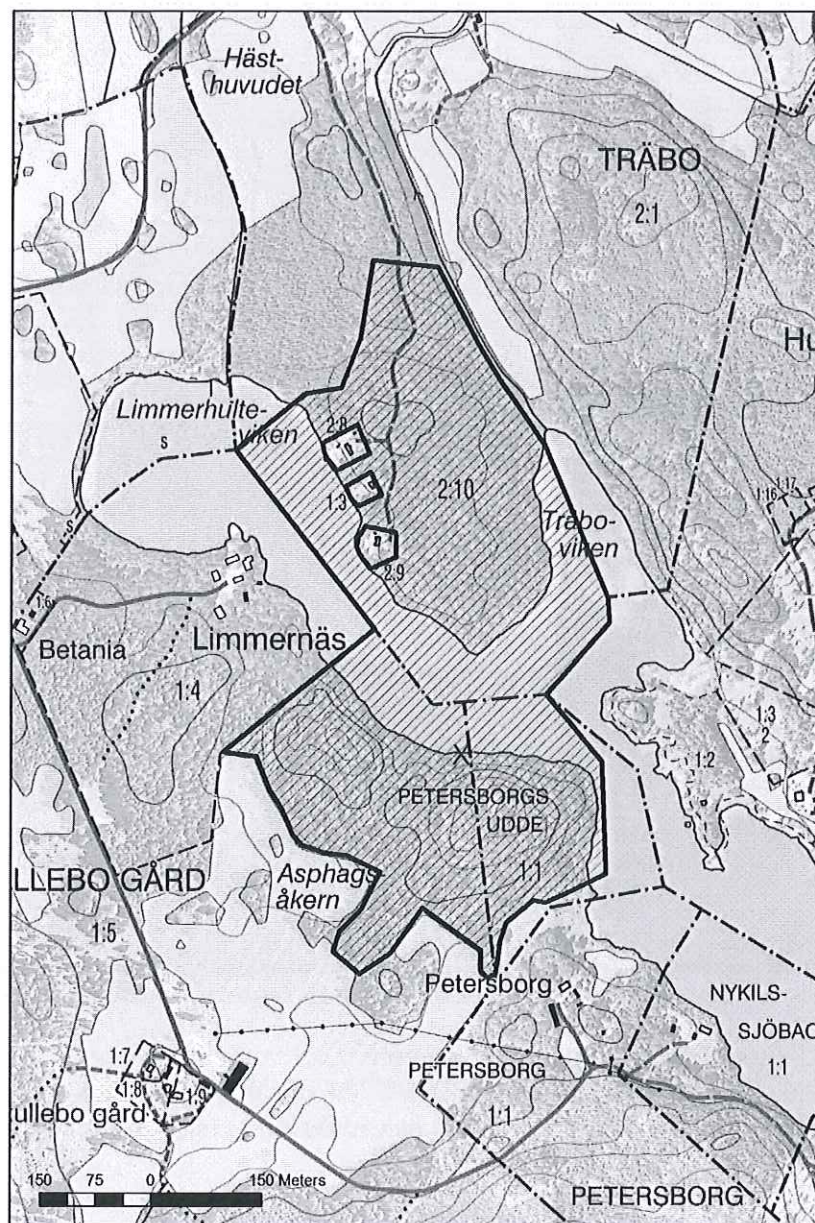 Häst-
huvudet
TRÄBO
2:1
Limmerhulte-
viken
s
2:8
1:3
2:10
2:9
Träbo-
viken
1:16
1:17
s
1:6
Betania
Limmernäs
1:4
1:3
2
1:2
PETERSBORGS
UDDE
1:1
LLEBO GÅRD
Asphags
åkern
1:5
Petersborg
NYKILS-
SJÖBAC
1:1
1:7
1:8
1:9
ullebo gård
PETERSBORG
1:1
150 75 0 150 Meters
PETERSBORG